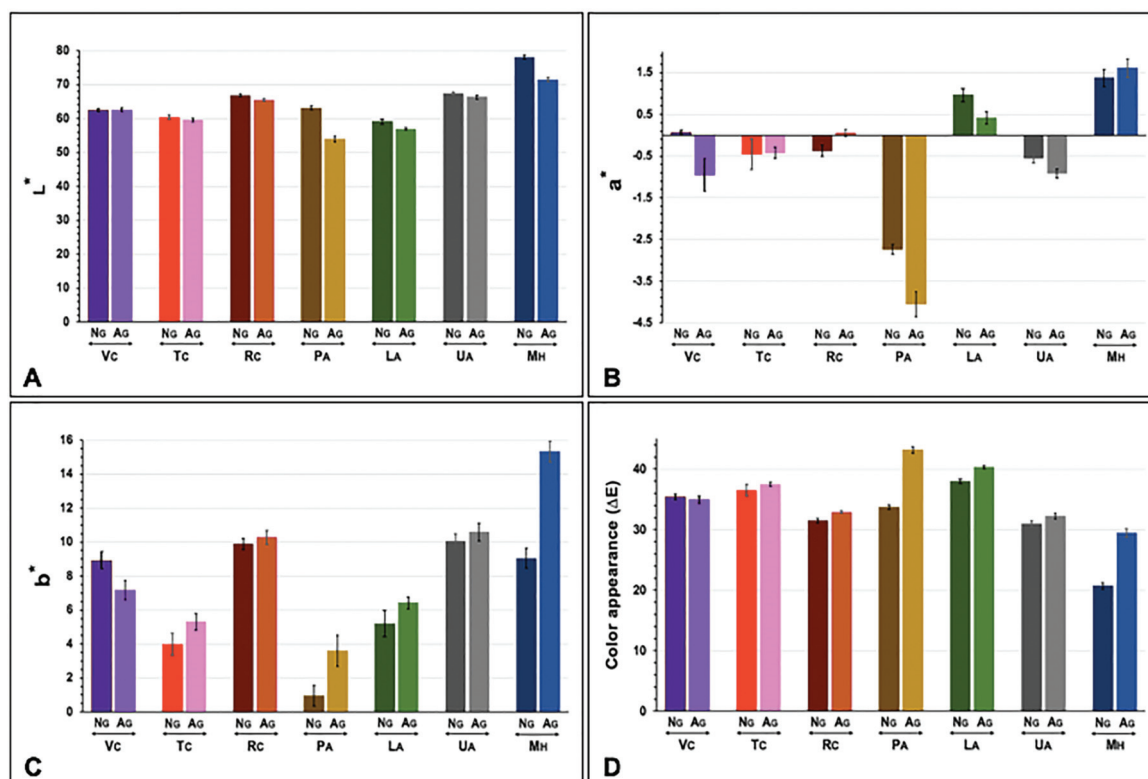 80
70
60
50
40
30
20
10
0
L*
NG AG NG AG NG AG NG AG NG AG NG AG NG AG
VC TC RC PA LA UA MH
A
1.5
0.5
-0.5
-1.5
-2.5
-3.5
-4.5
a*
NG AG NG AG NG AG NG AG NG AG NG AG NG AG
VC TC RC PA LA UA MH
B
16
14
12
10
8
6
4
2
0
b*
NG AG NG AG NG AG NG AG NG AG NG AG NG AG
VC TC RC PA LA UA MH
C
40
30
20
10
0
Color appearance (ΔE)
NG AG NG AG NG AG NG AG NG AG NG AG NG AG
VC TC RC PA LA UA MH
D